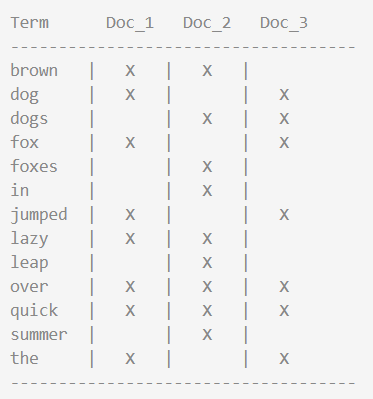 Term      Doc_1   Doc_2   Doc_3
------------------------------------
brown   |   X   |   X   |
dog     |   X   |       |   X
dogs    |       |   X   |   X
fox     |   X   |       |   X
foxes   |       |   X   |
in      |       |   X   |
jumped  |   X   |       |   X
lazy    |   X   |   X   |
leap    |       |   X   |
over    |   X   |   X   |   X
quick   |   X   |   X   |   X
summer  |       |   X   |
the     |   X   |       |   X
------------------------------------